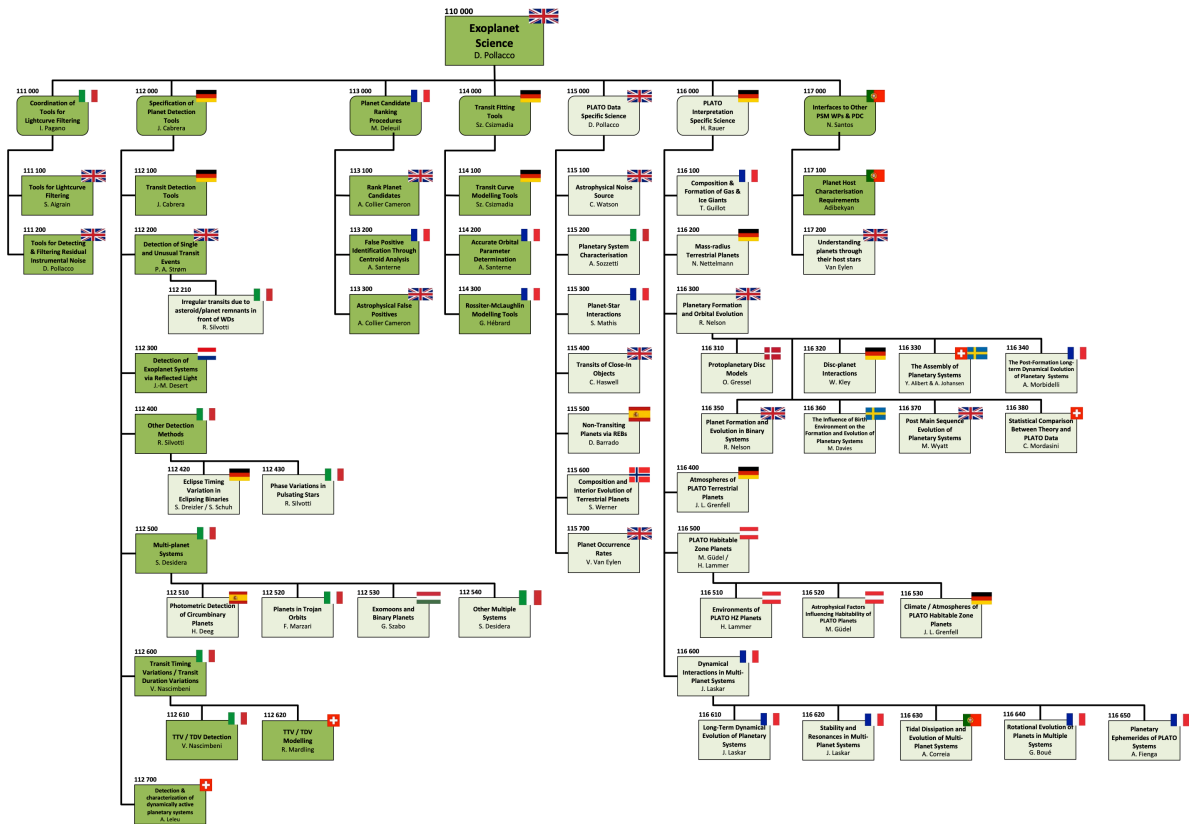 110 000
Exoplanet
Science
D. Pollacco
111 000
Coordination of
Tools for
Lightcurve Filtering
I. Pagano
112 000
Specification of
Planet Detection
Tools
J. Cabrera
113 000
Planet Candidate
Ranking
Procedures
M. Deleuil
114 000
Transit Fitting
Tools
Sz. Csizmadia
115 000
PLATO Data
Specific Science
D. Pollacco
116 000
PLATO
Interpretation
Specific Science
H. Rauer
117 000
Interfaces to Other
PSM WPs & PDC
N. Santos
111 100
Tools for Lightcurve
Filtering
S. Aigrain
111 200
Tools for Detecting
& Filtering Residual
Instrumental Noise
D. Pollacco
112 100
Transit Detection
Tools
J. Cabrera
112 200
Detection of Single
and Unusual Transit
Events
P. A. Strøm
112 210
Irregular transits due to
asteroid/planet remnants in
front of WDs
R. Silvotti
112 300
Detection of
Exoplanet Systems
via Reflected Light
J.-M. Desert
112 400
Other Detection
Methods
R. Silvotti
112 420
Eclipse Timing
Variation in
Eclipsing Binaries
S. Dreizler / S. Schuh
112 430
Phase Variations in
Pulsating Stars
R. Silvotti
112 500
Multi-planet
Systems
S. Desidera
112 510
Photometric Detection
of Circumbinary
Planets
H. Deeg
112 520
Planets in Trojan
Orbits
F. Marzari
112 530
Exomoons and
Binary Planets
G. Szabo
112 540
Other Multiple
Systems
S. Desidera
112 600
Transit Timing
Variations / Transit
Duration Variations
V. Nascimbeni
112 610
TTV / TDV Detection
V. Nascimbeni
112 620
TTV / TDV
Modelling
R. Mardling
112 700
Detection &
characterization of
dynamically active
planetary systems
A. Leleu
113 100
Rank Planet
Candidates
A. Collier Cameron
113 200
False Positive
Identification Through
Centroid Analysis
A. Santerne
113 300
Astrophysical False
Positives
A. Collier Cameron
114 100
Transit Curve
Modelling Tools
Sz. Csizmadia
114 200
Accurate Orbital
Parameter
Determination
A. Santerne
114 300
Rossiter-McLaughlin
Modelling Tools
G. Hébrard
115 100
Astrophysical Noise
Source
C. Watson
115 200
Planetary System
Characterisation
A. Sozzetti
115 300
Planet-Star
Interactions
S. Mathis
115 400
Transits of Close-In
Objects
C. Haswell
115 500
Non-Transiting
Planets via REBs
D. Barrado
115 600
Composition and
Interior Evolution of
Terrestrial Planets
S. Werner
115 700
Planet Occurrence
Rates
V. Van Eylen
116 100
Composition &
Formation of Gas &
Ice Giants
T. Guillot
116 200
Mass-radius
Terrestrial Planets
N. Nettelmann
116 300
Planetary Formation
and Orbital Evolution
R. Nelson
116 310
Protoplanetary Disc
Models
O. Gressel
116 320
Disc-planet
Interactions
W. Kley
116 330
The Assembly of
Planetary Systems
Y. Alibert & A. Johansen
116 340
The Post-Formation Long-
term Dynamical Evolution
of Planetary Systems
A. Morbidelli
116 350
Planet Formation and
Evolution in Binary
Systems
R. Nelson
116 360
The Influence of Birth
Environment on the
Formation and Evolution of
Planetary Systems
M. Davies
116 370
Post Main Sequence
Evolution of
Planetary Systems
M. Wyatt
116 380
Statistical Comparison
Between Theory and
PLATO Data
C. Mordasini
116 400
Atmospheres of
PLATO Terrestrial
Planets
J. L. Grenfell
116 500
PLATO Habitable
Zone Planets
M. Güdel /
H. Lammer
116 510
Environments of
PLATO HZ Planets
H. Lammer
116 520
Astrophysical Factors
Influencing Habitability of
PLATO Planets
M. Güdel
116 530
Climate / Atmospheres
of PLATO Habitable Zone
Planets
J. L. Grenfell
116 600
Dynamical
Interactions in Multi-
Planet Systems
J. Laskar
116 610
Long-Term Dynamical
Evolution of Planetary
Systems
J. Laskar
116 620
Stability and
Resonances in Multi-
Planet Systems
J. Laskar
116 630
Tidal Dissipation and
Evolution of Multi-
Planet Systems
A. Correia
116 640
Rotational Evolution of
Planets in Multiple
Systems
G. Boué
116 650
Planetary
Ephemerides of PLATO
Systems
A. Fienga
117 100
Planet Host
Characterisation
Requirements
Adibekyan
117 200
Understanding
planets through
their host stars
Van Eylen